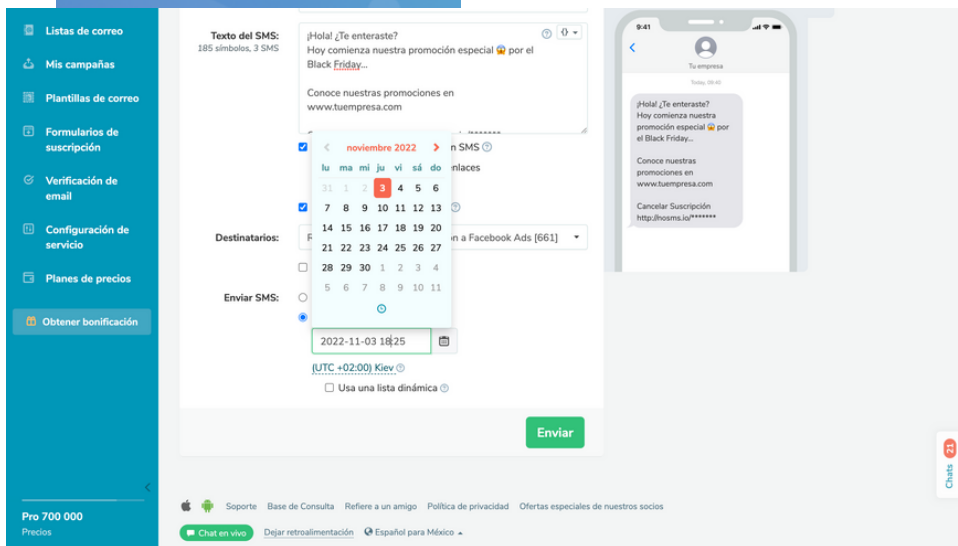 Listas de correo
Mis campañas
Plantillas de correo
Formularios de
suscripción
Verificación de
email
Configuración de
servicio
Planes de precios
Obtener bonificación
Pro 700 000
Precios
Texto del SMS:
185 símbolos, 3 SMS
¡Hola! ¿Te enteraste?
Hoy comienza nuestra promoción especial 😱 por el
Black Friday...
Conoce nuestras promociones en
www.tuempresa.com
n SMS
enlaces
noviembre 2022
lu ma mi ju vi sá do
31 1 2 3 4 5 6
7 8 9 10 11 12 13
14 15 16 17 18 19 20
21 22 23 24 25 26 27
28 29 30 1 2 3 4
5 6 7 8 9 10 11
Destinatarios:
n a Facebook Ads [661]
Enviar SMS:
2022-11-03 18:25
(UTC +02:00) Kiev
Usa una lista dinámica
Enviar
9:41
Tu empresa
Today, 09:40
¡Hola! ¿Te enteraste?
Hoy comienza nuestra
promoción especial 😱 por
el Black Friday...
Conoce nuestras
promociones en
www.tuempresa.com
Cancelar Suscripción
http://nosms.io/*******
Chats 21
Soporte Base de Consulta Refiere a un amigo Política de privacidad Ofertas especiales de nuestros socios
Chat en vivo Dejar retroalimentación Español para México